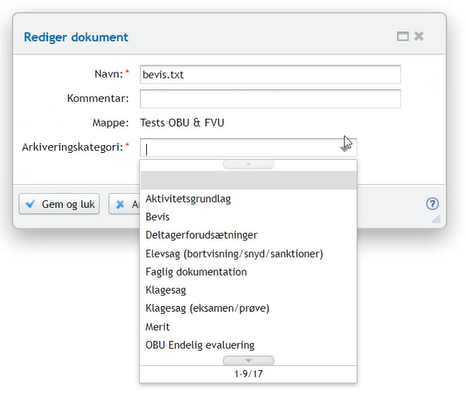 Rediger dokument
Navn:* bevis.txt
Kommentar:
Mappe: Tests OBU & FVU
Arkiveringskategori:*
Aktivitetsgrundlag
Bevis
Gem og luk
Deltagerforudsætninger
Elevsag (bortvisning/snyd/sanktioner)
Faglig dokumentation
Klagesag
Klagesag (eksamen/prøve)
Merit
OBU Endelig evaluering
1-9/17